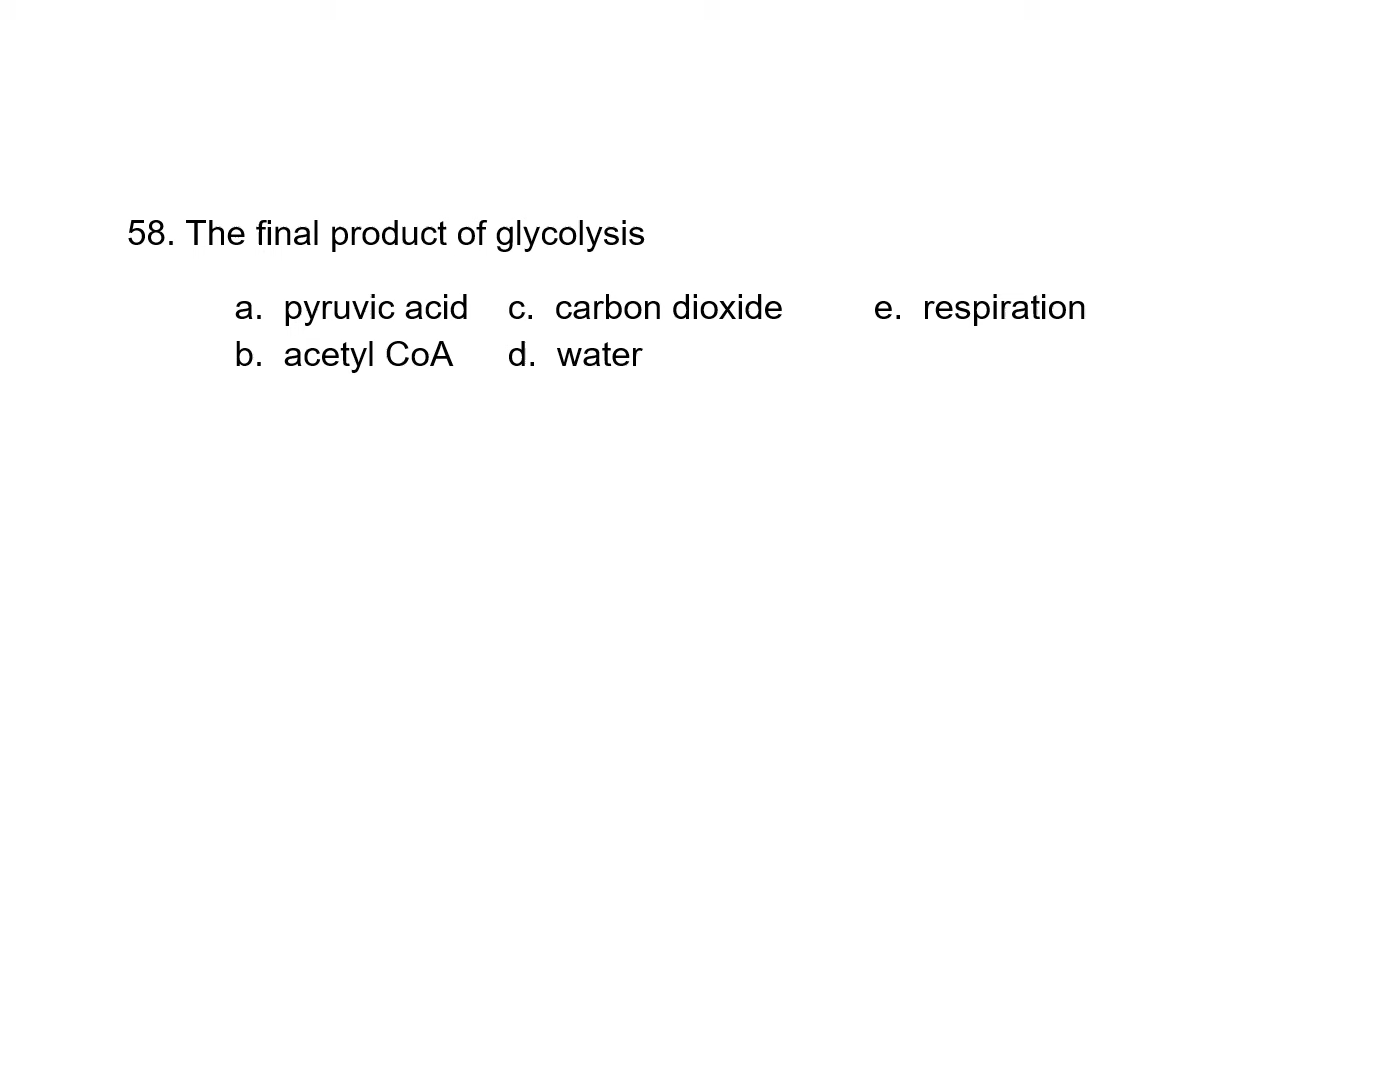 58. The final product of glycolysis
a. pyruvic acid c. carbon dioxide e. respiration
b. acetyl CoA d. water